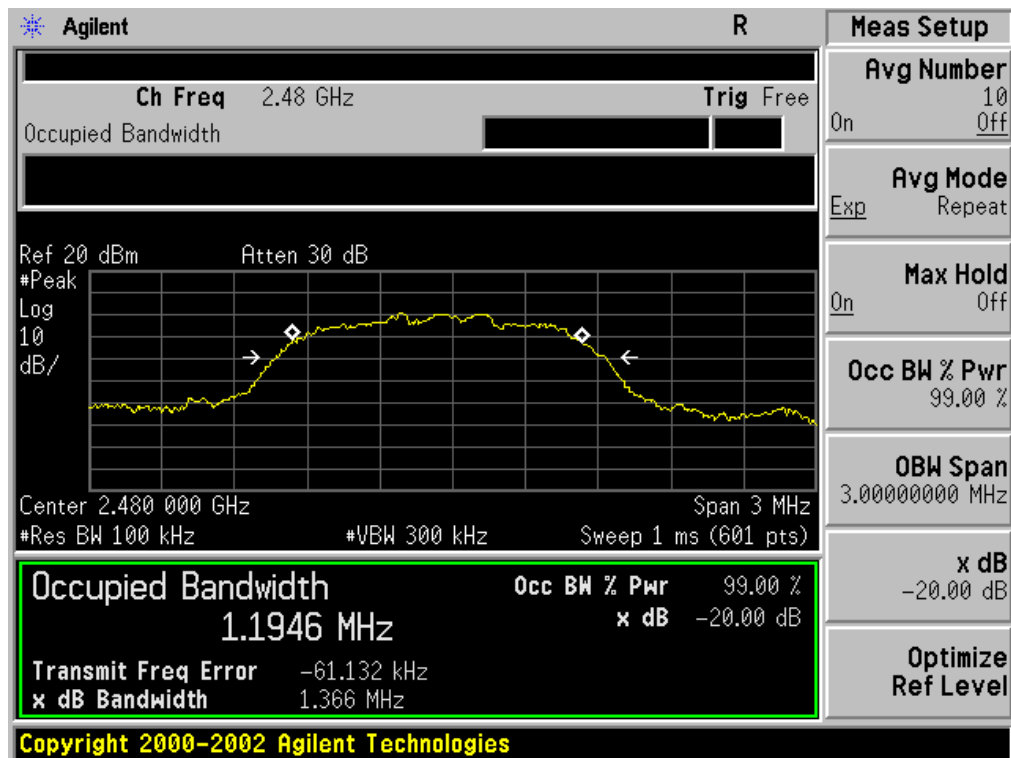 Agilent
R
Ch Freq 2.48 GHz Trig Free
Occupied Bandwidth
Ref 20 dBm Atten 30 dB
#Peak
Log
10
dB/
Center 2.480 000 GHz Span 3 MHz
#Res BW 100 kHz #VBW 300 kHz Sweep 1 ms (601 pts)
Occupied Bandwidth
1.1946 MHz
Occ BW % Pwr 99.00 %
x dB -20.00 dB
Transmit Freq Error -61.132 kHz
x dB Bandwidth 1.366 MHz
Copyright 2000-2002 Agilent Technologies
Meas Setup
Avg Number
10
On Off
Avg Mode
Exp Repeat
Max Hold
On Off
Occ BW % Pwr
99.00 %
OBW Span
3.00000000 MHz
x dB
-20.00 dB
Optimize
Ref Level